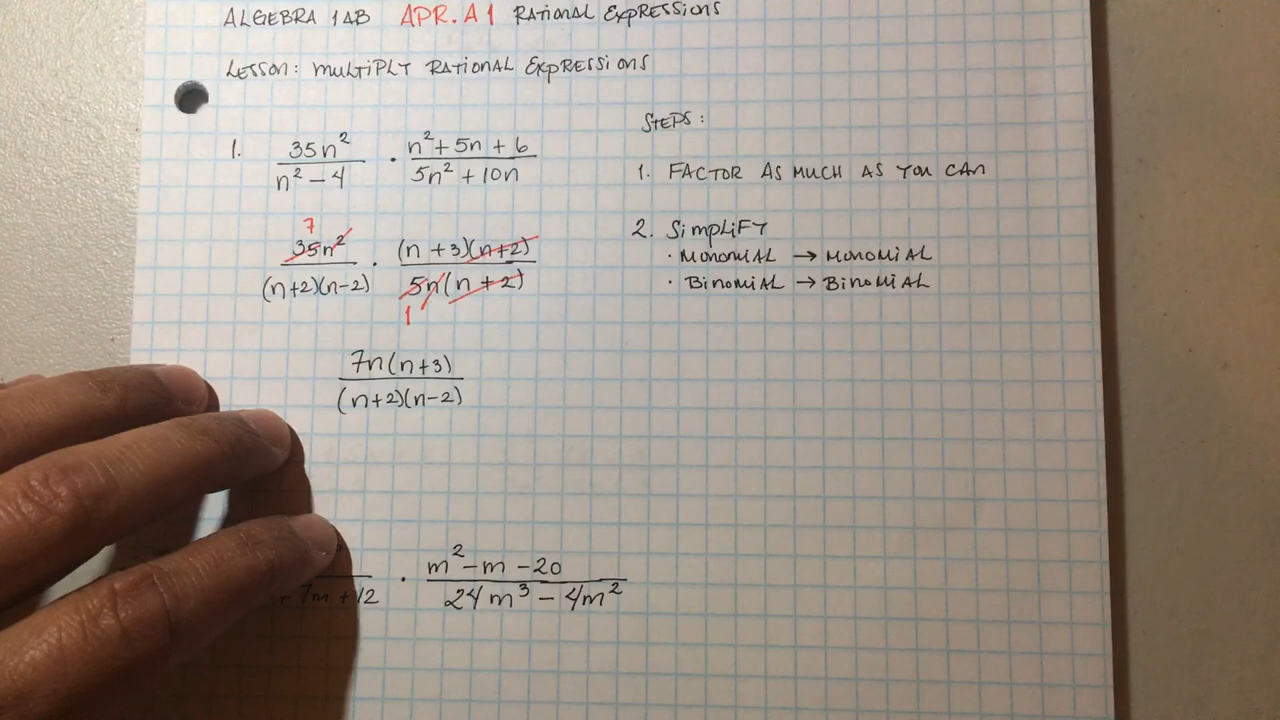 ALGEBRA 1AB APR.A1 RATIONAL EXPRESSIONS
LESSON: MULTIPLY RATIONAL EXPRESSIONS
STEPS:
1. 35n² / n² - 4 · n² + 5n + 6 / 5n² + 10n
1. FACTOR AS MUCH AS YOU CAN
7
35n² / (n+2)(n-2) · (n+3)(n+2) / 5n(n+2)
1
2. SIMPLIFY
· MONOMIAL → MONOMIAL
· BINOMIAL → BINOMIAL
7n(n+3) / (n+2)(n-2)
+ 7m + 12 · m² - m - 20 / 24m³ - 4m²